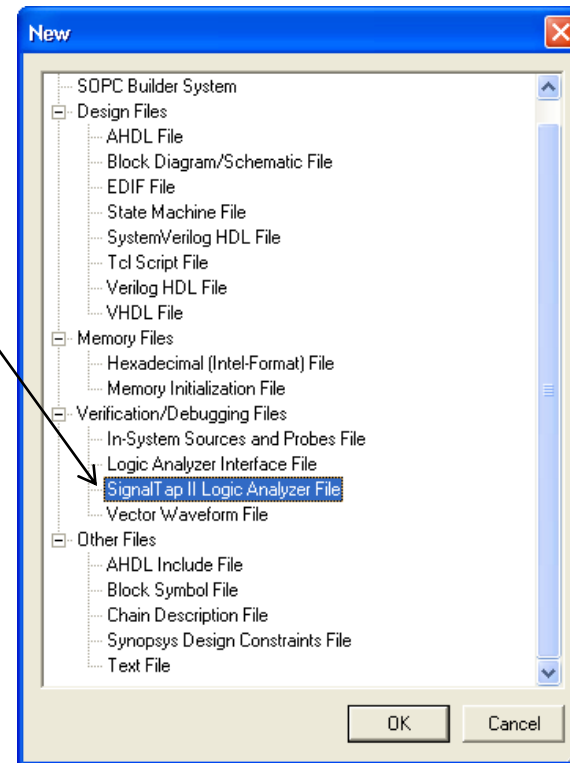 New
SOPC Builder System
Design Files
AHDL File
Block Diagram/Schematic File
EDIF File
State Machine File
SystemVerilog HDL File
Tcl Script File
Verilog HDL File
VHDL File
Memory Files
Hexadecimal (Intel-Format) File
Memory Initialization File
Verification/Debugging Files
In-System Sources and Probes File
Logic Analyzer Interface File
SignalTap II Logic Analyzer File
Vector Waveform File
Other Files
AHDL Include File
Block Symbol File
Chain Description File
Synopsys Design Constraints File
Text File
OK Cancel